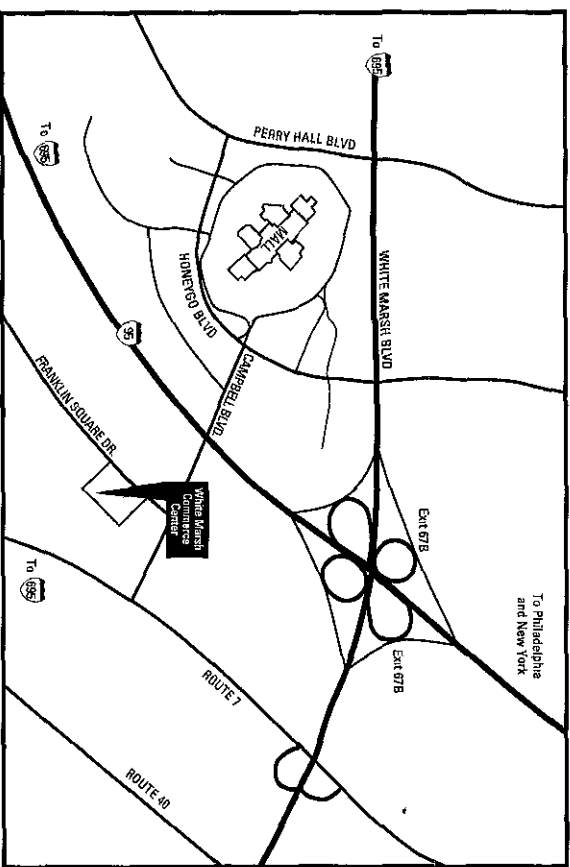 To 695
PERRY HALL BLVD
WHITE MARSH BLVD
To 695
MALL
HONEYGO BLVD
CAMPBELL BLVD.
95
FRANKLIN SQUARE DR.
White Marsh
Commerce
Center
Exit 67B
To Philadelphia
and New York
Exit 67B
To 695
ROUTE 7
ROUTE 40